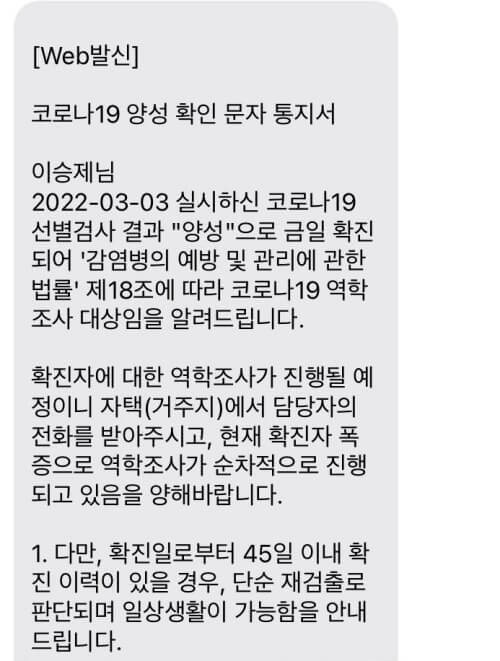 [Web발신]
코로나19 양성 확인 문자 통지서
이승제님
2022-03-03 실시하신 코로나19
선별검사 결과 "양성"으로 금일 확진
되어 '감염병의 예방 및 관리에 관한
법률' 제18조에 따라 코로나19 역학
조사 대상임을 알려드립니다.
확진자에 대한 역학조사가 진행될 예
정이니 자택(거주지)에서 담당자의
전화를 받아주시고, 현재 확진자 폭
증으로 역학조사가 순차적으로 진행
되고 있음을 양해바랍니다.
1. 다만, 확진일로부터 45일 이내 확
진 이력이 있을 경우, 단순 재검출로
판단되며 일상생활이 가능함을 안내
드립니다.